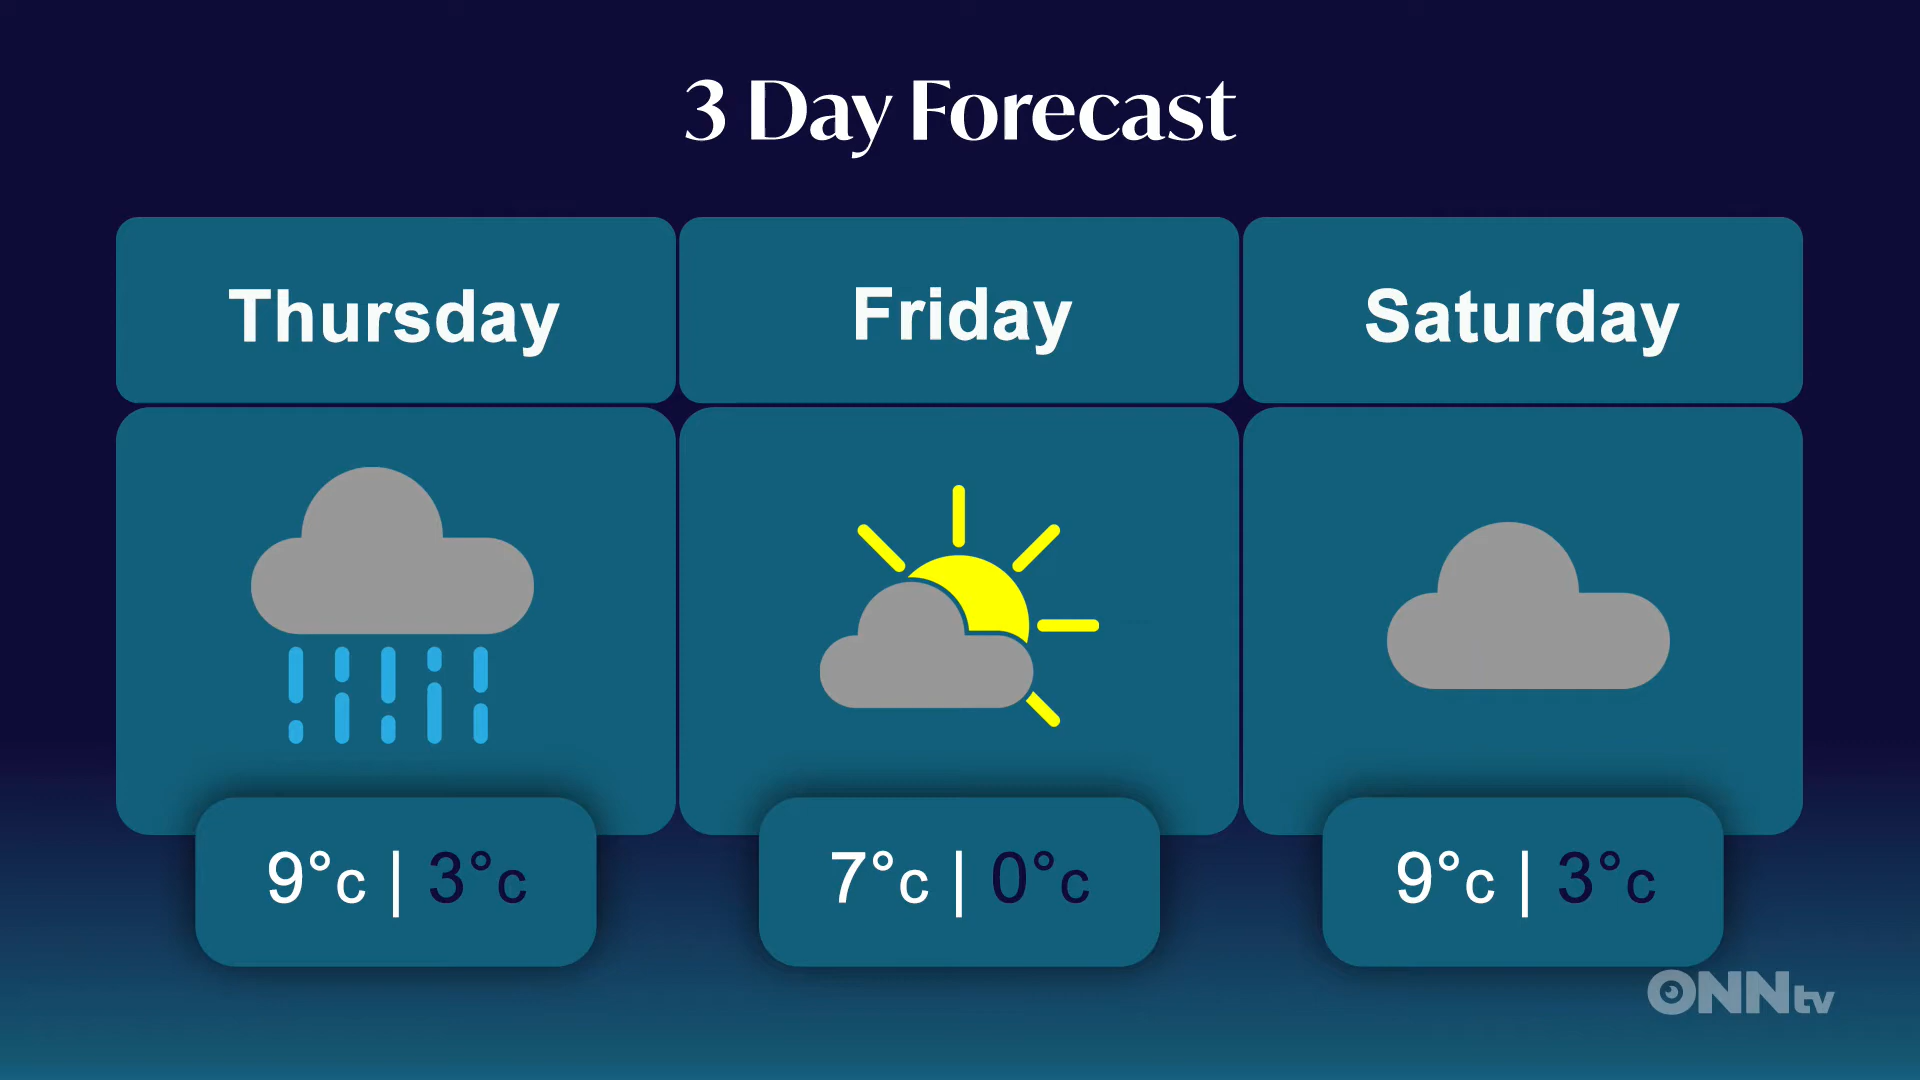 3 Day Forecast
Thursday
Friday
Saturday
9°c | 3°c
7°c | 0°c
9°c | 3°c
ONNtv